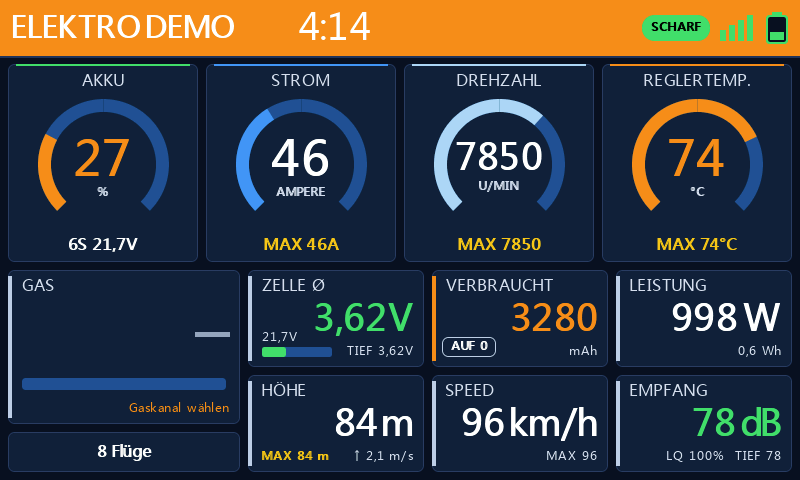 ELEKTRO DEMO 4:14 SCHARF
AKKU
27
%
6S 21,7V
STROM
46
AMPERE
MAX 46A
DREHZAHL
7850
U/MIN
MAX 7850
REGLERTEMP.
74
°C
MAX 74°C
GAS
—
Gaskanal wählen
8 Flüge
ZELLE Ø
3,62V
21,7V
TIEF 3,62V
VERBRAUCHT
3280
AUF 0
mAh
LEISTUNG
998 W
0,6 Wh
HÖHE
84 m
MAX 84 m ↑ 2,1 m/s
SPEED
96 km/h
MAX 96
EMPFANG
78 dB
LQ 100% TIEF 78